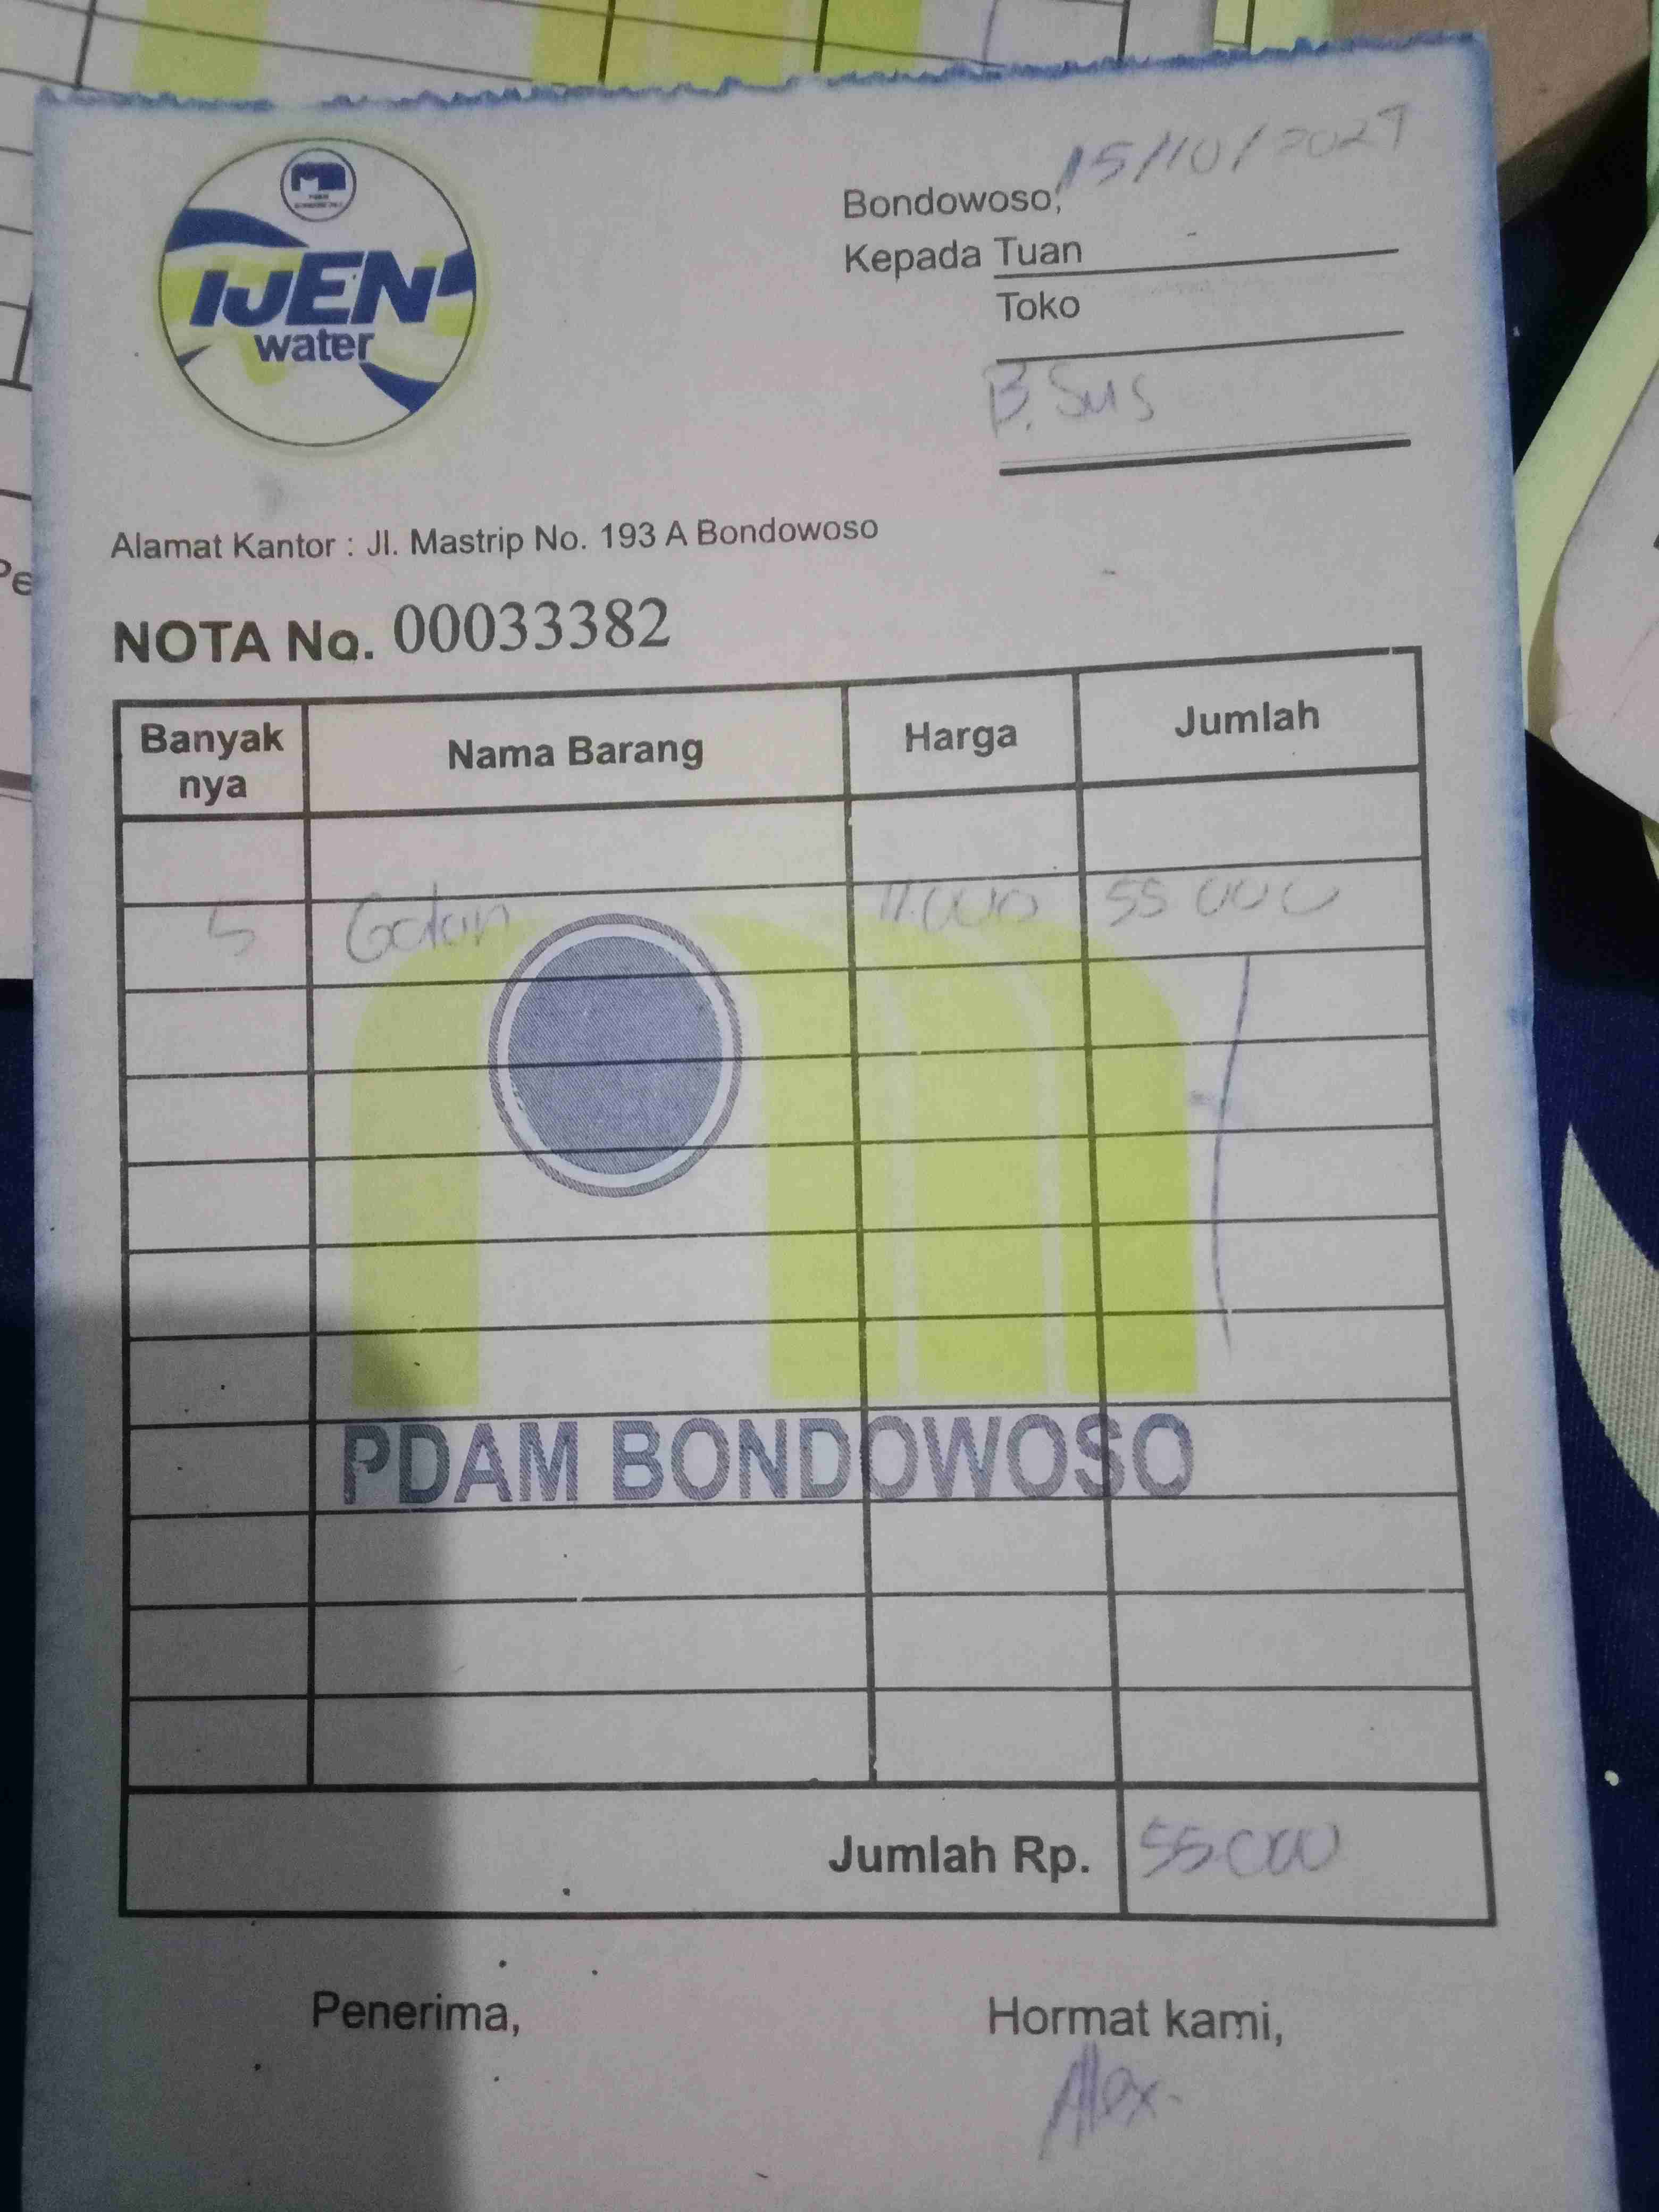 IJEN
water
Bondowoso, 15/10/2024
Kepada Tuan
Toko
B. Sus
Alamat Kantor : Jl. Mastrip No. 193 A Bondowoso
NOTA No. 00033382
Banyak nya Nama Barang Harga Jumlah
5 Galon 11.000 55 000
PDAM BONDOWOSO
Jumlah Rp. 55.000
Penerima, Hormat kami,
Alex